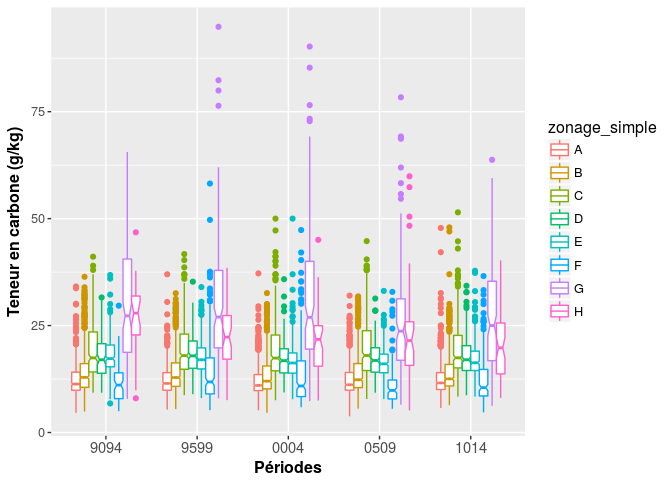 Teneur en carbone (g/kg)
75
50
25
0
9094 9599 0004 0509 1014
Périodes
zonage_simple
A
B
C
D
E
F
G
H